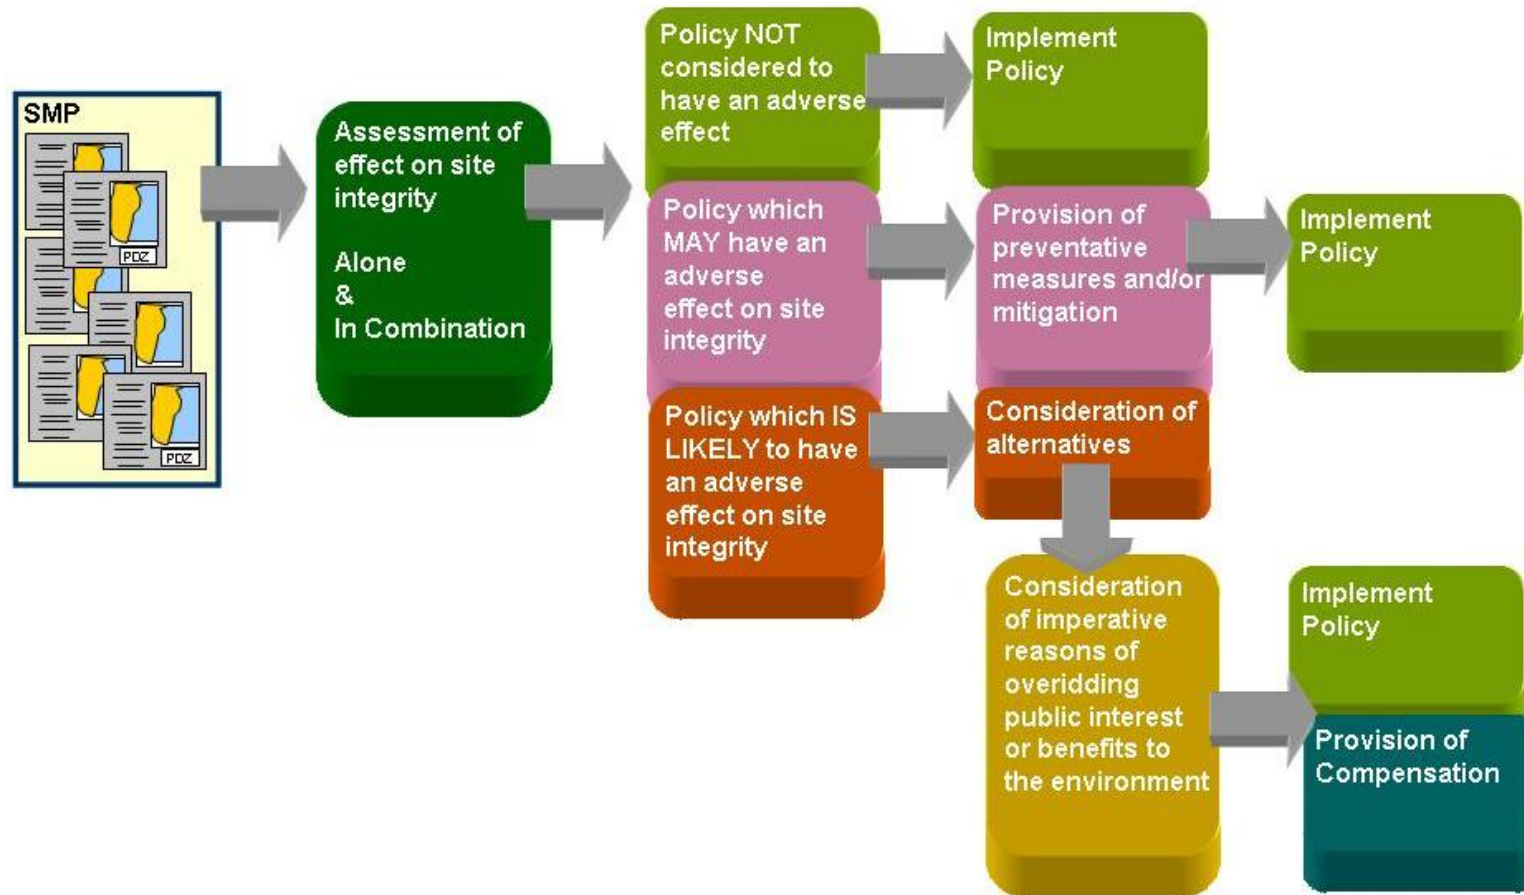 SMP
PDZ
PDZ
Assessment of
effect on site
integrity
Alone
&
In Combination
Policy NOT
considered to
have an adverse
effect
Implement
Policy
Policy which
MAY have an
adverse
effect on site
integrity
Provision of
preventative
measures and/or
mitigation
Implement
Policy
Policy which IS
LIKELY to have
an adverse
effect on site
integrity
Consideration of
alternatives
Consideration
of imperative
reasons of
overidding
public interest
or benefits to
the environment
Implement
Policy
Provision of
Compensation